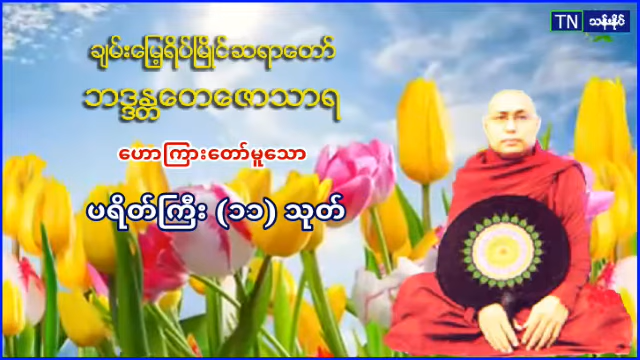 TN သန်းနိုင်
ချမ်းမြေ့ရိပ်မြိုင်ဆရာတော်
ဘဒ္ဒန္တတေဇောသာရ
ဟောကြားတော်မူသော
ပရိတ်ကြီး (၁၁) သုတ်